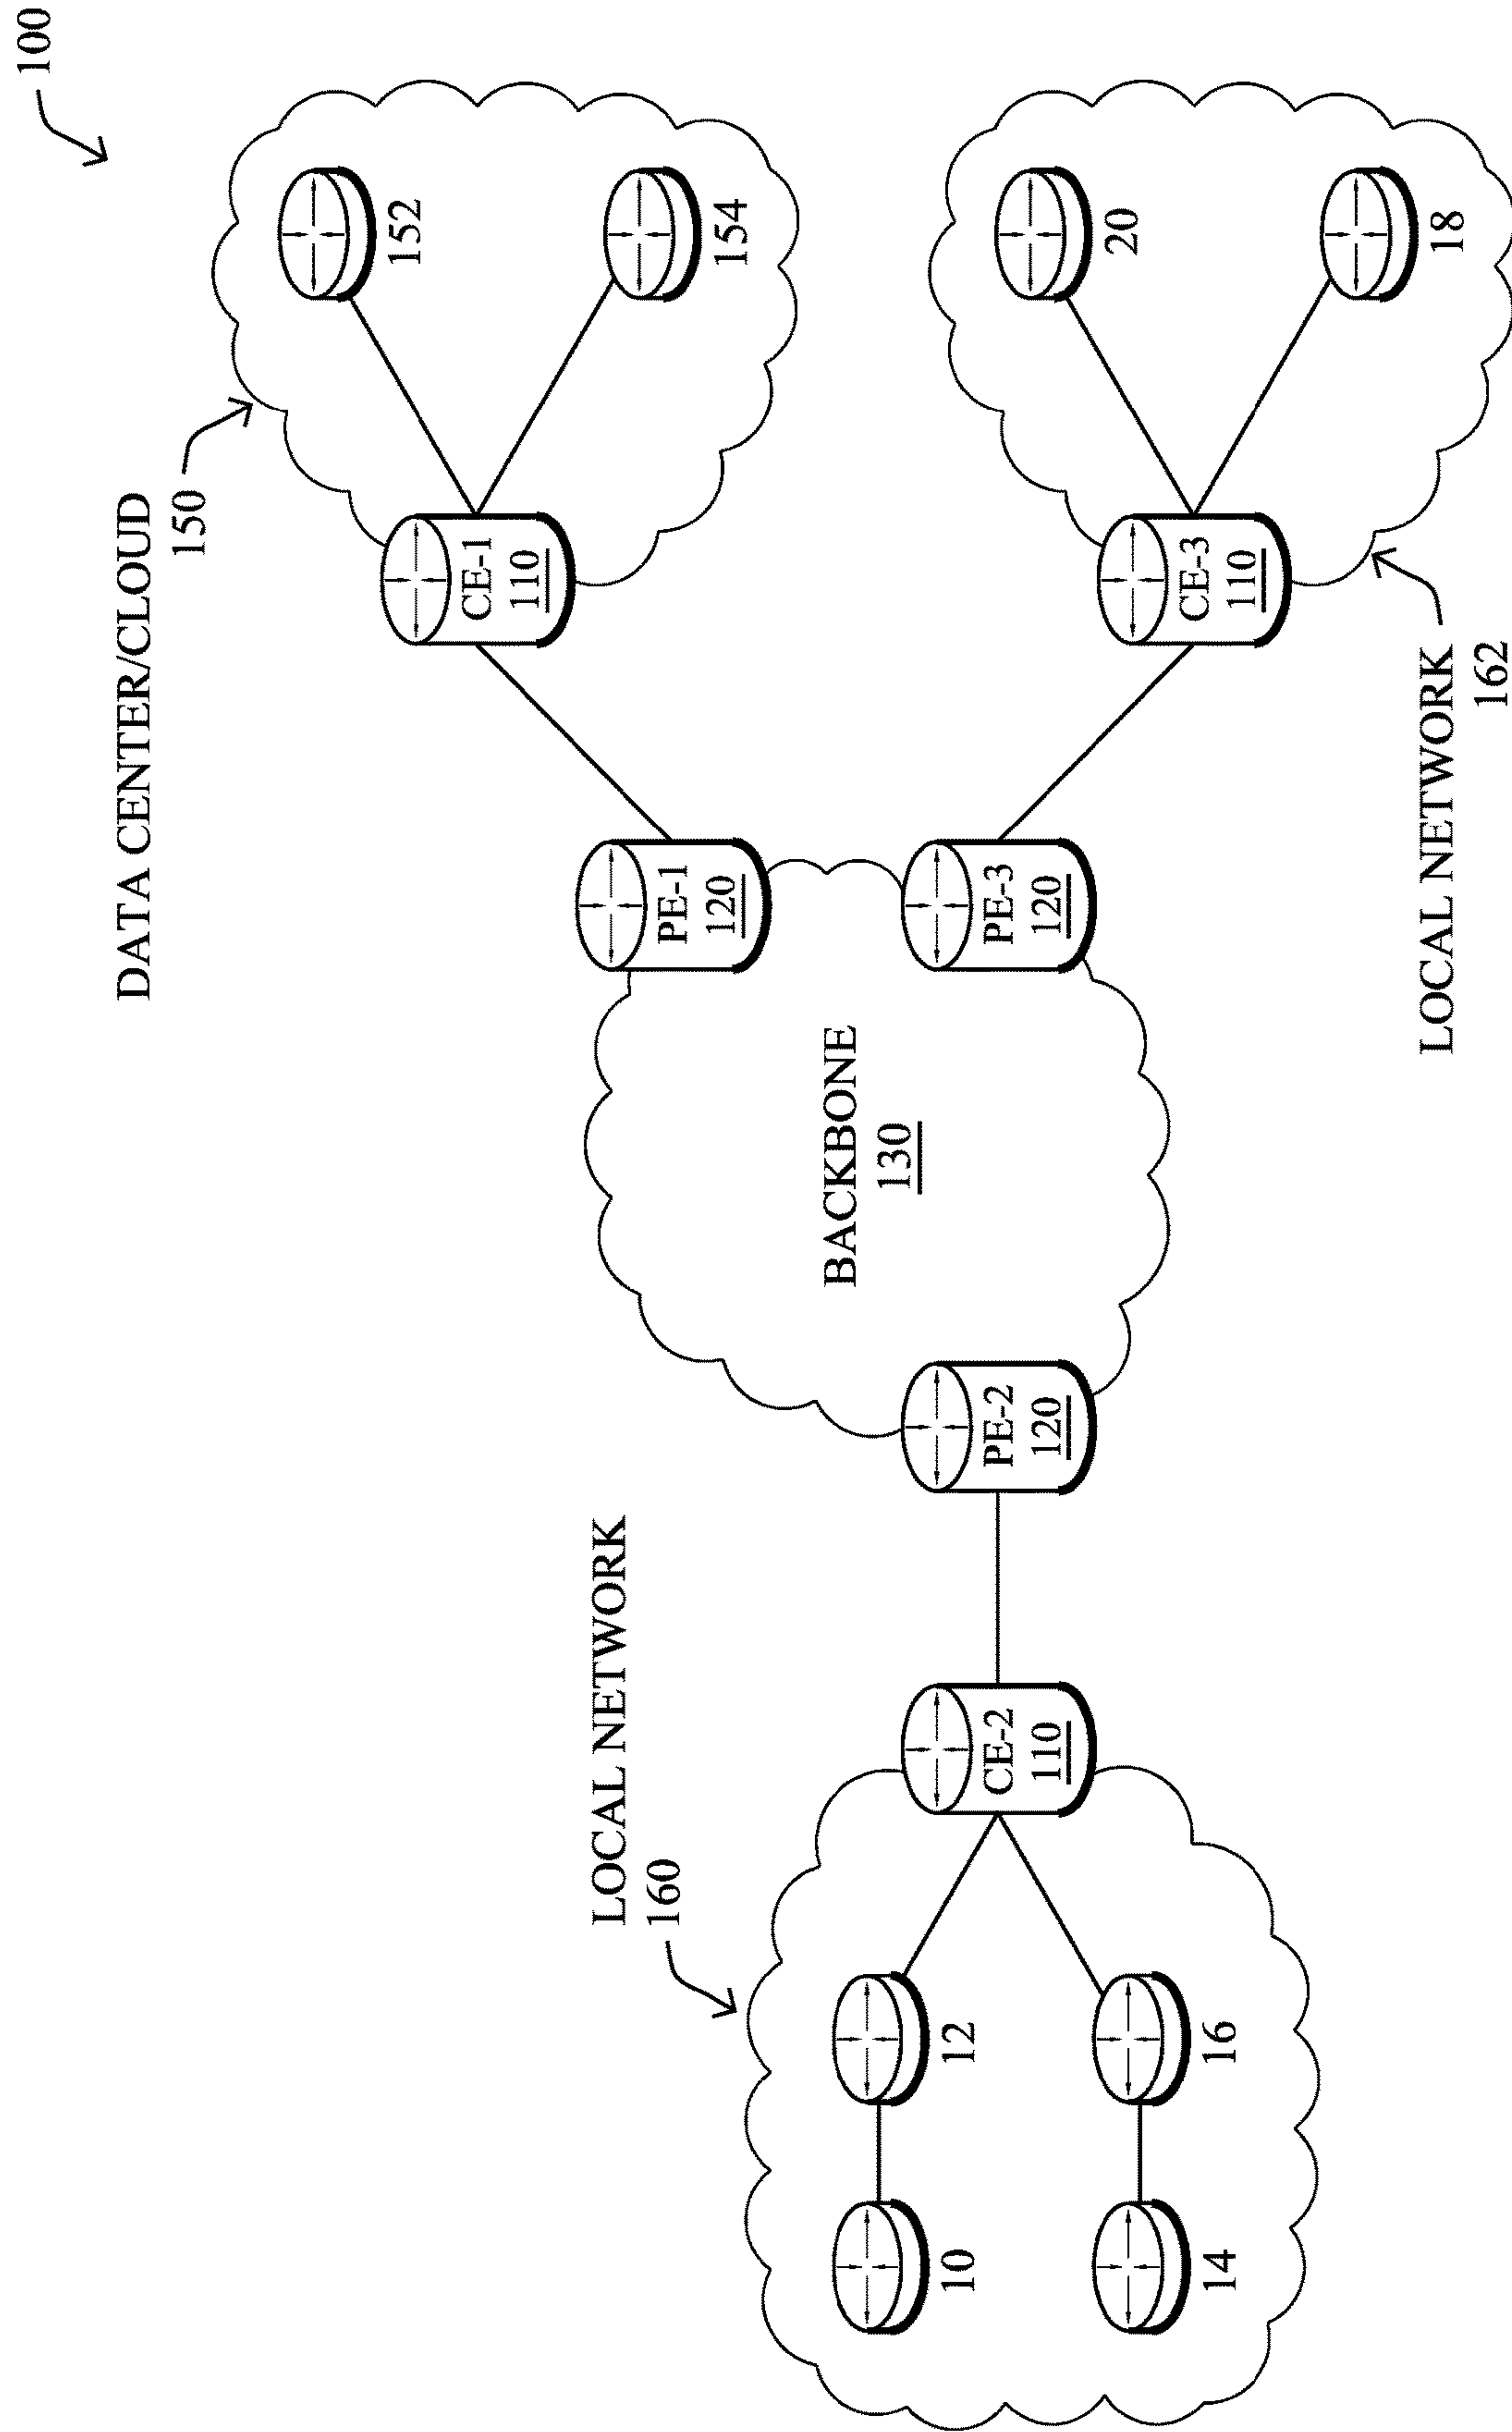 100
DATA CENTER/CLOUD
150
152
154
CE-1
110
PE-1
120
LOCAL NETWORK
160
BACKBONE
130
10
12
14
16
CE-2
110
PE-2
120
PE-3
120
CE-3
110
20
18
LOCAL NETWORK
162